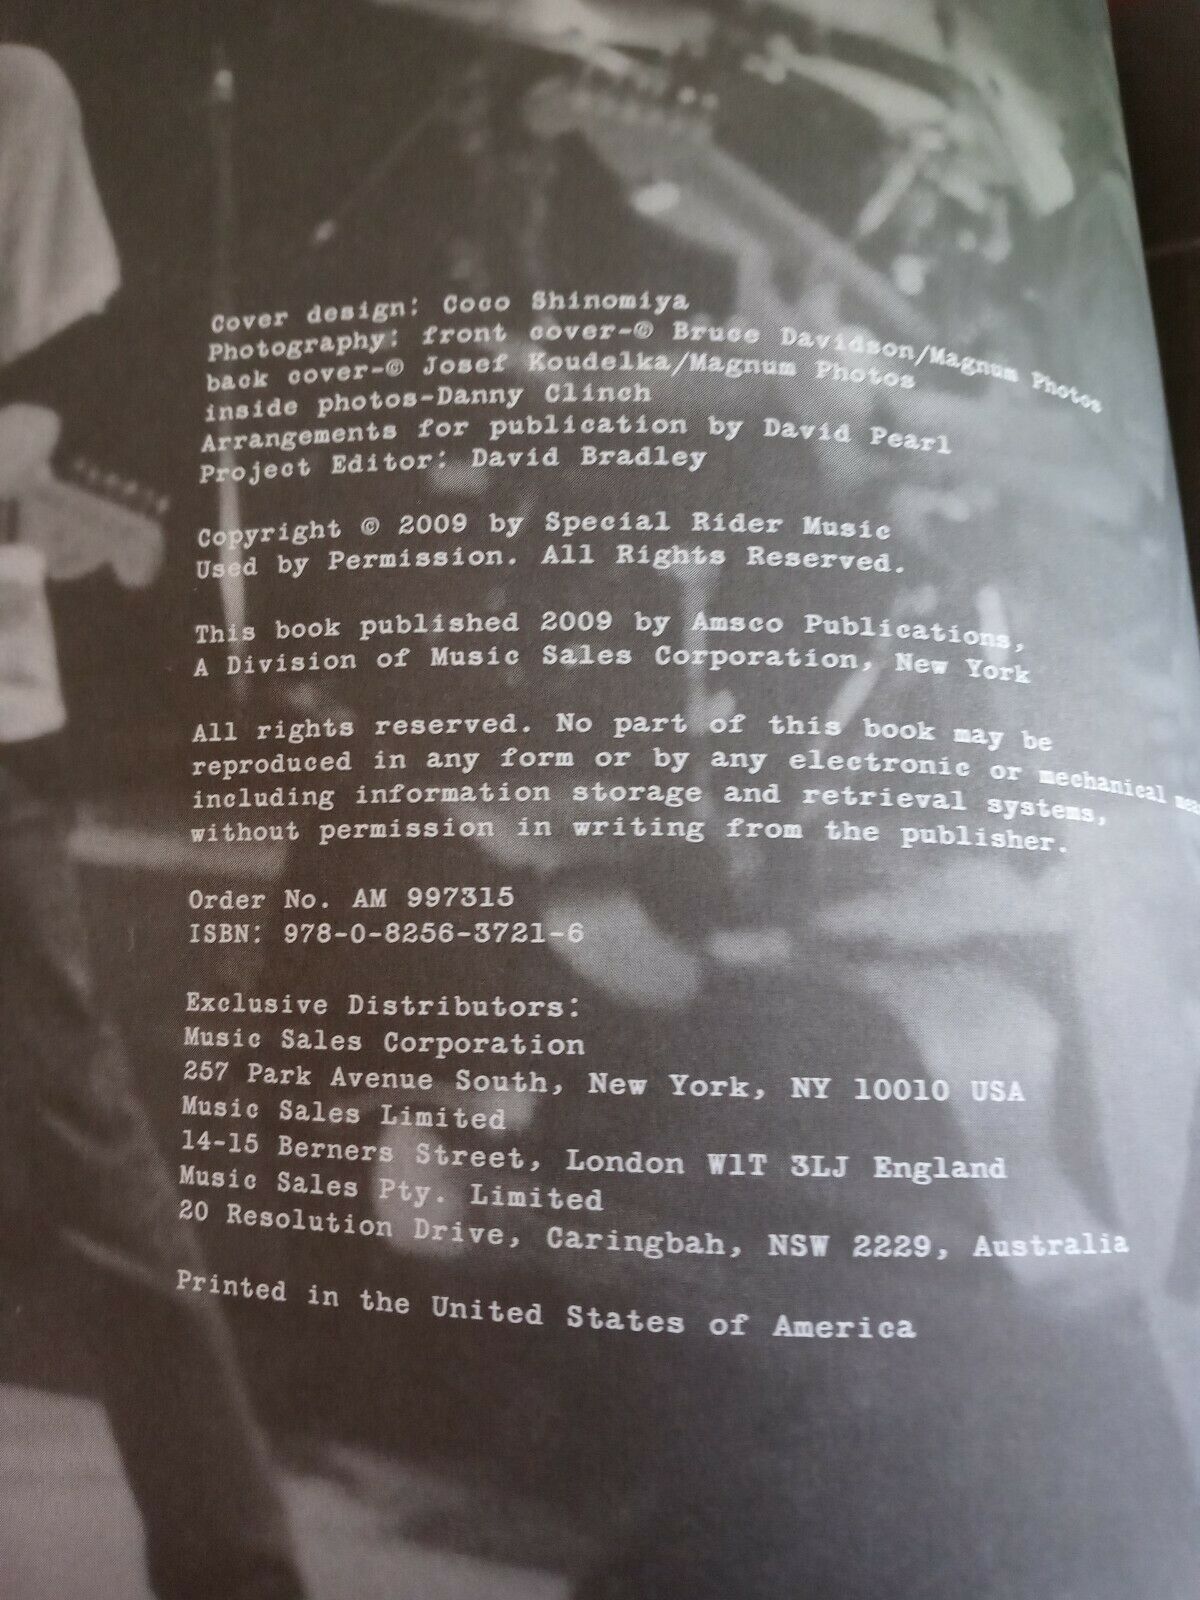 Cover design: Coco Shinomiya
Photography: front cover-© Bruce Davidson/Magnum Photos
back cover-© Josef Koudelka/Magnum Photos
inside photos-Danny Clinch
Arrangements for publication by David Pearl
Project Editor: David Bradley
Copyright © 2009 by Special Rider Music
Used by Permission. All Rights Reserved.
This book published 2009 by Amsco Publications,
A Division of Music Sales Corporation, New York
All rights reserved. No part of this book may be
reproduced in any form or by any electronic or mechanical
including information storage and retrieval systems,
without permission in writing from the publisher.
Order No. AM 997315
ISBN: 978-0-8256-3721-6
Exclusive Distributors:
Music Sales Corporation
257 Park Avenue South, New York, NY 10010 USA
Music Sales Limited
14-15 Berners Street, London W1T 3LJ England
Music Sales Pty. Limited
20 Resolution Drive, Caringbah, NSW 2229, Australia
Printed in the United States of America